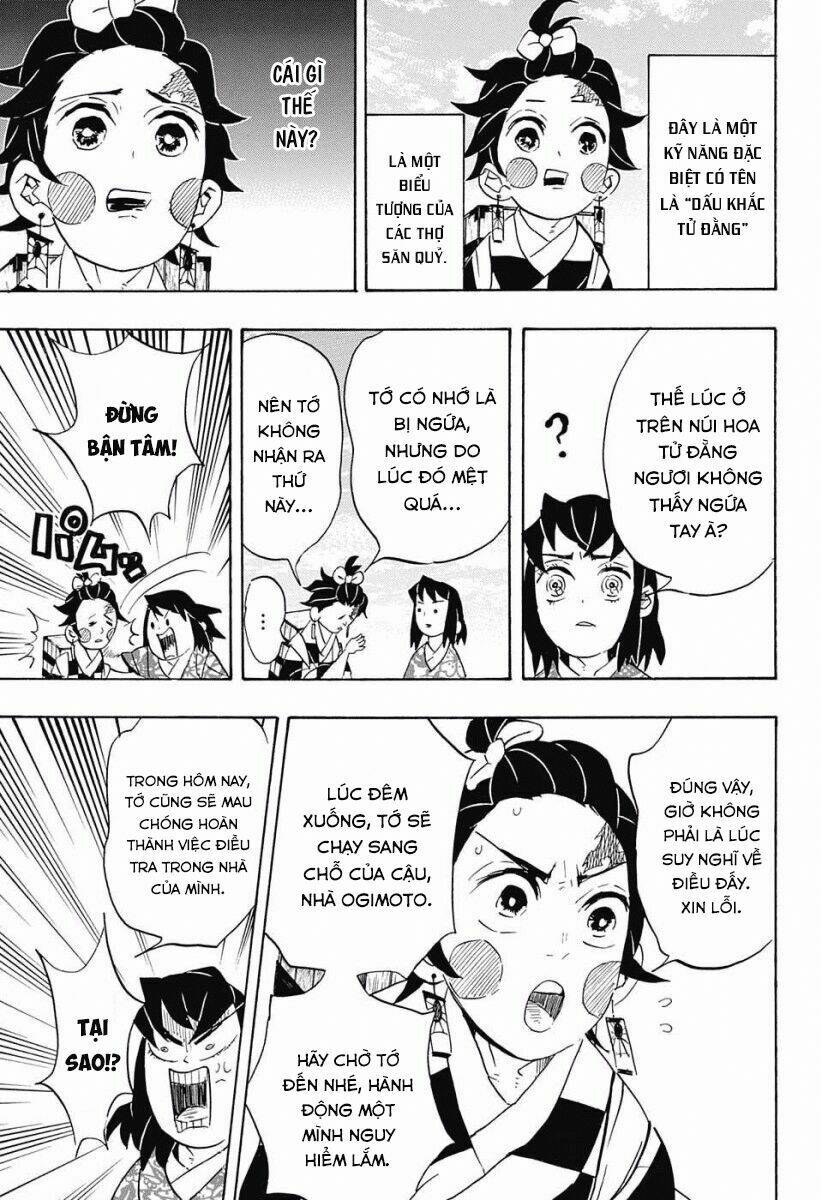 ĐÂY LÀ MỘT
KỸ NĂNG ĐẶC
BIỆT CÓ TÊN
LÀ “DẤU KHẮC
TỬ ĐẰNG”
LÀ MỘT
BIỂU
TƯỢNG CỦA
CÁC THỢ
SĂN QUỶ.
CÁI GÌ
THẾ
NÀY?
THẾ LÚC Ở
TRÊN NÚI HOA
TỬ ĐẰNG
NGƯƠI KHÔNG
THẤY NGỨA
TAY À?
?
TỚ CÓ NHỚ LÀ
BỊ NGỨA,
NHƯNG DO
LÚC ĐÓ MỆT
QUÁ...
NÊN TỚ
KHÔNG
NHẬN RA
THỨ
NÀY...
...
ĐỪNG
BẬN TÂM!
ĐÚNG VẬY,
GIỜ KHÔNG
PHẢI LÀ LÚC
SUY NGHĨ VỀ
ĐIỀU ĐẤY.
XIN LỖI.
LÚC ĐÊM
XUỐNG, TỚ SẼ
CHẠY SANG
CHỖ CỦA CẬU,
NHÀ OGIMOTO.
HÃY CHỜ TỚ
ĐẾN NHÉ, HÀNH
ĐỘNG MỘT
MÌNH NGUY
HIỂM LẮM.
TRONG HÔM NAY,
TỚ CŨNG SẼ MAU
CHÓNG HOÀN
THÀNH VIỆC ĐIỀU
TRA TRONG NHÀ
CỦA MÌNH.
TẠI
SAO!?